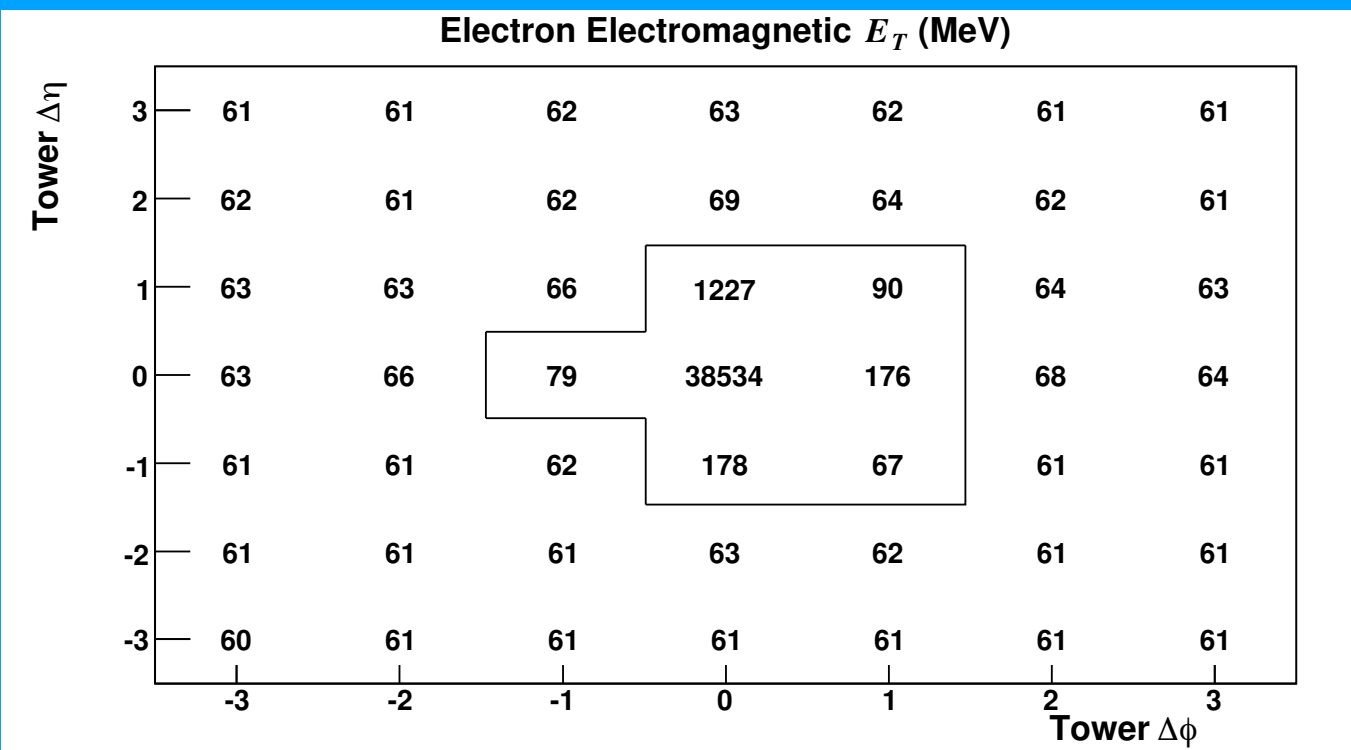 Electron Electromagnetic E_T (MeV)
Tower Δη
3 61 61 62 63 62 61 61
2 62 61 62 69 64 62 61
1 63 63 66 1227 90 64 63
0 63 66 79 38534 176 68 64
-1 61 61 62 178 67 61 61
-2 61 61 61 63 62 61 61
-3 60 61 61 61 61 61 61
-3 -2 -1 0 1 2 3
Tower Δϕ